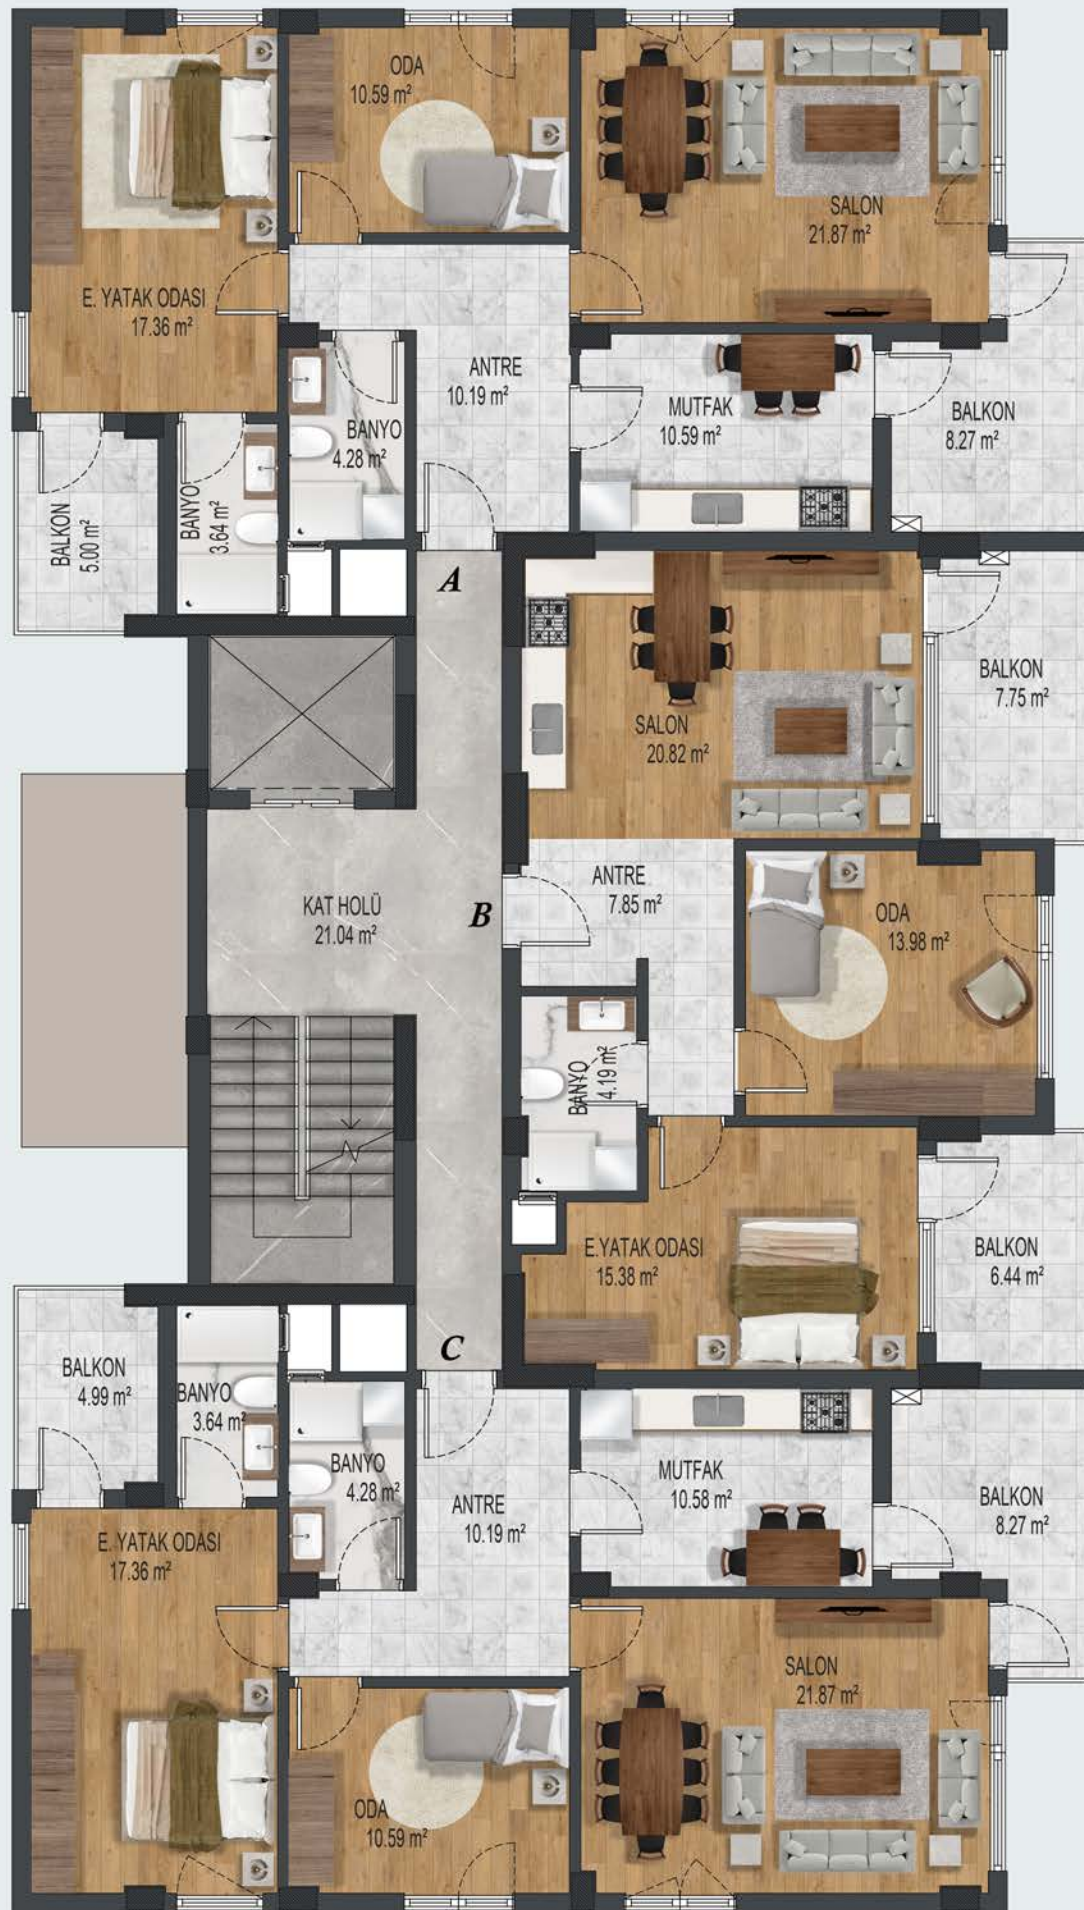 ODA
10.59 m²
SALON
21.87 m²
E. YATAK ODASI
17.36 m²
ANTRE
10.19 m²
MUTFAK
10.59 m²
BALKON
8.27 m²
BANYO
4.28 m²
BANYO
3.64 m²
BALKON
5.00 m²
A
SALON
20.82 m²
BALKON
7.75 m²
ANTRE
7.85 m²
KAT HOLÜ
21.04 m²
B
ODA
13.98 m²
BANYO
4.19 m²
E.YATAK ODASI
15.38 m²
BALKON
6.44 m²
C
BALKON
4.99 m²
BANYO
3.64 m²
BANYO
4.28 m²
ANTRE
10.19 m²
MUTFAK
10.58 m²
BALKON
8.27 m²
E. YATAK ODASI
17.36 m²
SALON
21.87 m²
ODA
10.59 m²